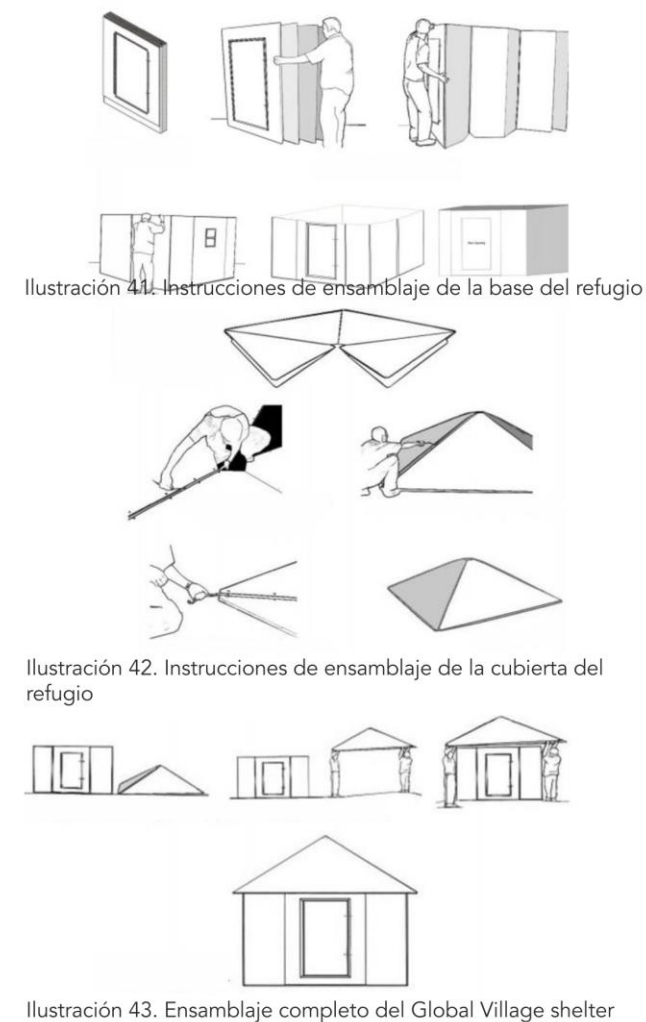 Ilustración 41. Instrucciones de ensamblaje de la base del refugio
Ilustración 42. Instrucciones de ensamblaje de la cubierta del
refugio
Ilustración 43. Ensamblaje completo del Global Village shelter